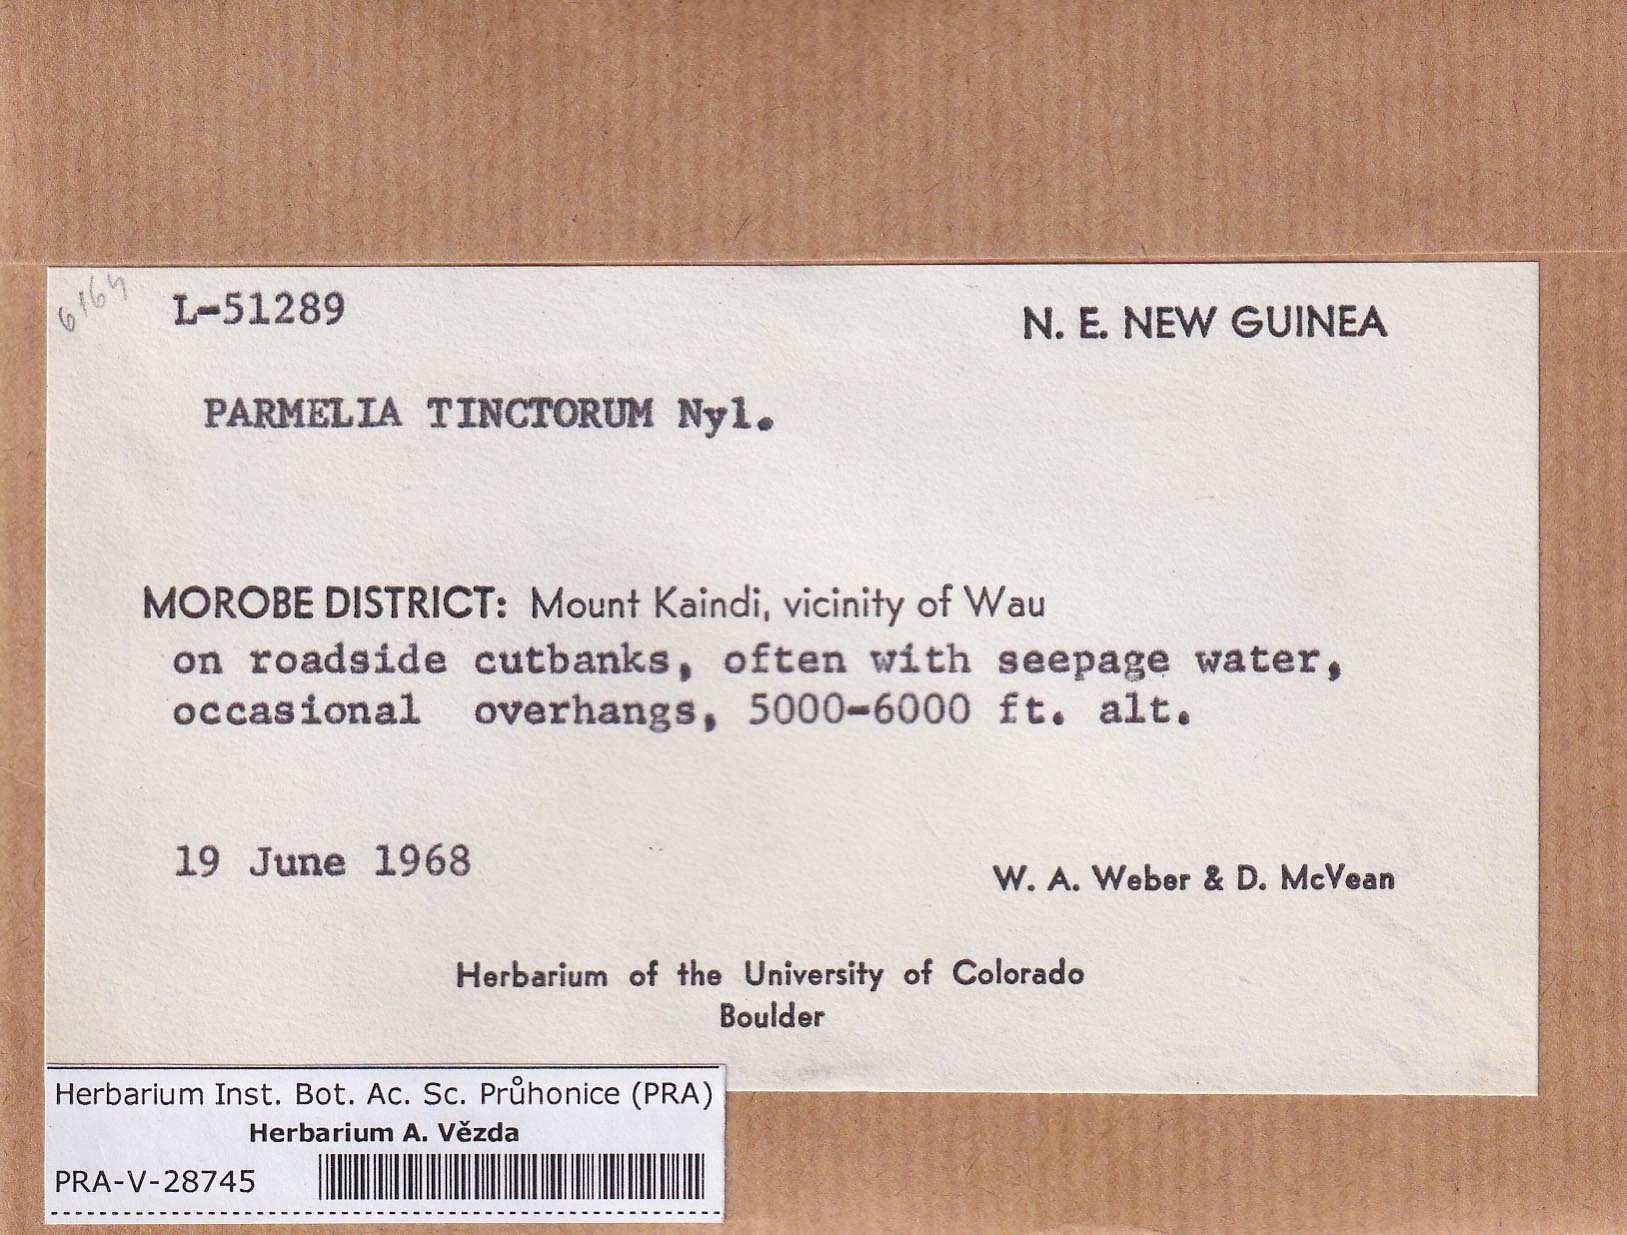 6164
L-51289
N. E. NEW GUINEA
PARMELIA TINCTORUM Nyl.
MOROBE DISTRICT: Mount Kaindi, vicinity of Wau
on roadside cutbanks, often with seepage water,
occasional overhangs, 5000-6000 ft. alt.
19 June 1968
W. A. Weber & D. McVean
Herbarium of the University of Colorado
Boulder
Herbarium Inst. Bot. Ac. Sc. Průhonice (PRA)
Herbarium A. Vězda
PRA-V-28745